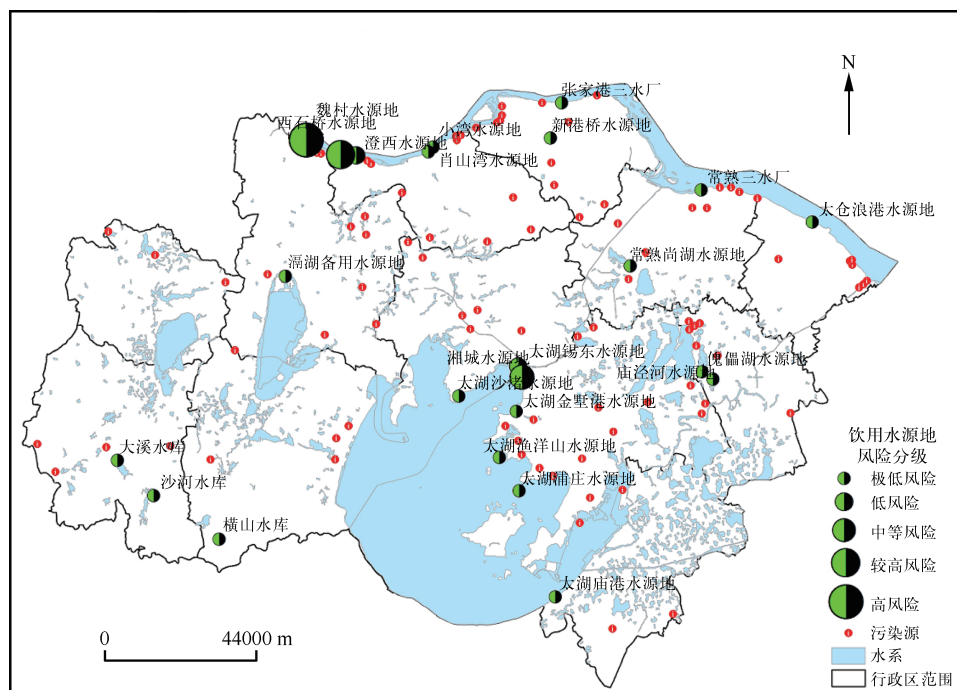 N
张家港三水厂
魏村水源地
西石桥水源地
小湾水源地
新港桥水源地
澄西水源地
肖山湾水源地
常熟三水厂
太仓浪港水源地
常熟尚湖水源地
滆湖备用水源地
太湖锡东水源地
湘城水源地
傀儡湖水源地
庙泾河水源地
太湖沙渚水源地
太湖金墅港水源地
大溪水库
太湖渔洋山水源地
沙河水库
太湖浦庄水源地
横山水库
太湖庙港水源地
0 44000 m
饮用水源地
风险分级
极低风险
低风险
中等风险
较高风险
高风险
污染源
水系
行政区范围